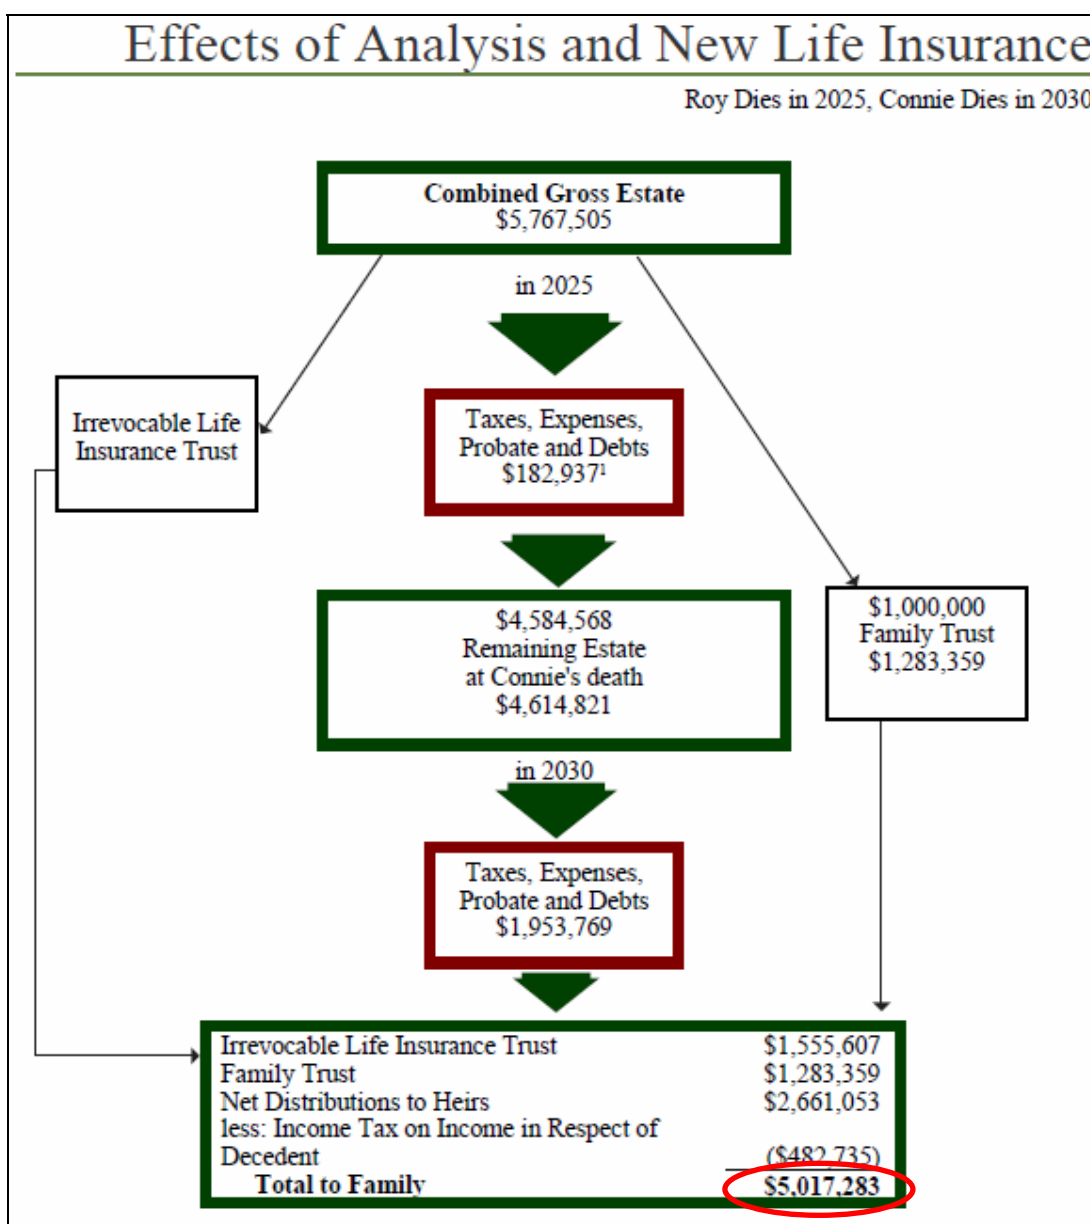 Effects of Analysis and New Life Insurance
Roy Dies in 2025, Connie Dies in 2030
Combined Gross Estate
$5,767,505
in 2025
Irrevocable Life
Insurance Trust
Taxes, Expenses,
Probate and Debts
$182,937¹
$4,584,568
Remaining Estate
at Connie's death
$4,614,821
$1,000,000
Family Trust
$1,283,359
in 2030
Taxes, Expenses,
Probate and Debts
$1,953,769
Irrevocable Life Insurance Trust $1,555,607
Family Trust $1,283,359
Net Distributions to Heirs $2,661,053
less: Income Tax on Income in Respect of
Decedent ($482,735)
Total to Family $5,017,283